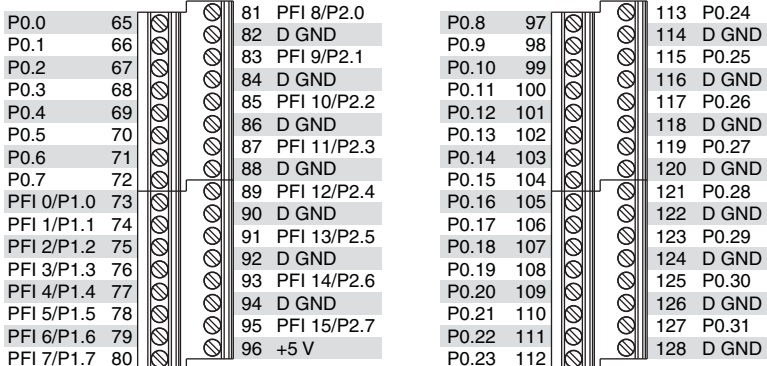 P0.0 65
P0.1 66
P0.2 67
P0.3 68
P0.4 69
P0.5 70
P0.6 71
P0.7 72
PFI 0/P1.0 73
PFI 1/P1.1 74
PFI 2/P1.2 75
PFI 3/P1.3 76
PFI 4/P1.4 77
PFI 5/P1.5 78
PFI 6/P1.6 79
PFI 7/P1.7 80
81 PFI 8/P2.0
82 D GND
83 PFI 9/P2.1
84 D GND
85 PFI 10/P2.2
86 D GND
87 PFI 11/P2.3
88 D GND
89 PFI 12/P2.4
90 D GND
91 PFI 13/P2.5
92 D GND
93 PFI 14/P2.6
94 D GND
95 PFI 15/P2.7
96 +5 V
P0.8 97
P0.9 98
P0.10 99
P0.11 100
P0.12 101
P0.13 102
P0.14 103
P0.15 104
P0.16 105
P0.17 106
P0.18 107
P0.19 108
P0.20 109
P0.21 110
P0.22 111
P0.23 112
113 P0.24
114 D GND
115 P0.25
116 D GND
117 P0.26
118 D GND
119 P0.27
120 D GND
121 P0.28
122 D GND
123 P0.29
124 D GND
125 P0.30
126 D GND
127 P0.31
128 D GND